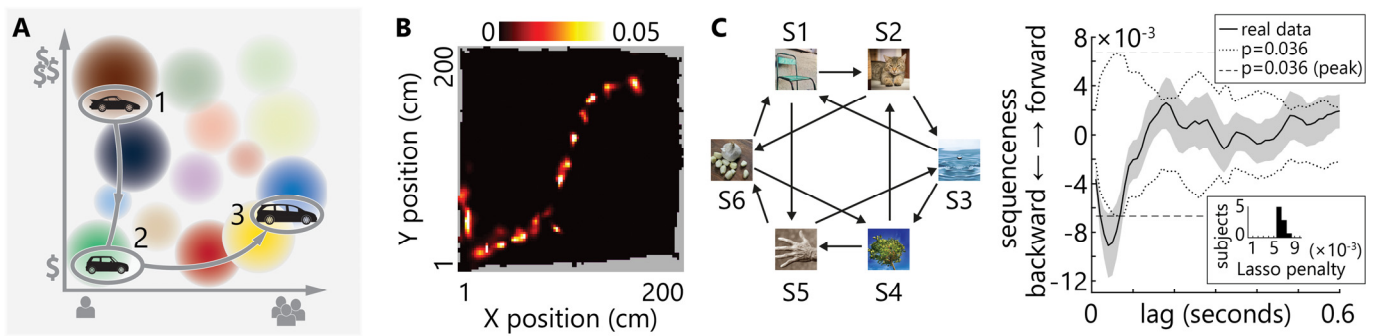 A
$
$$
1
2
3
$
B
0
0.05
200
Y position (cm)
1
1
200
X position (cm)
C
S1
S2
S6
S3
S5
S4
8 ×10⁻³
4
0
-4
-8
-12
backward ← → forward
sequenceness
real data
p=0.036
p=0.036 (peak)
subjects
5
0
1 5 9 (×10⁻³)
Lasso penalty
0
lag (seconds)
0.6